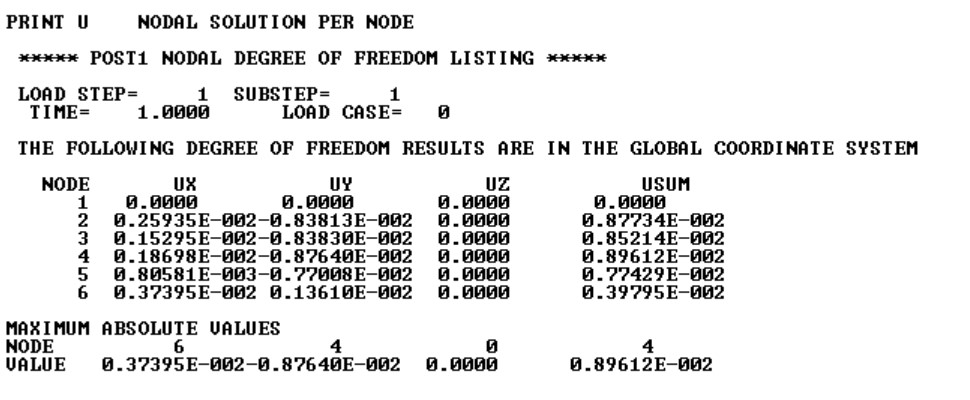 PRINT U NODAL SOLUTION PER NODE
***** POST1 NODAL DEGREE OF FREEDOM LISTING *****
LOAD STEP= 1 SUBSTEP= 1
TIME= 1.0000 LOAD CASE= 0
THE FOLLOWING DEGREE OF FREEDOM RESULTS ARE IN THE GLOBAL COORDINATE SYSTEM
NODE UX UY UZ USUM
1 0.0000 0.0000 0.0000 0.0000
2 0.25935E-002-0.83813E-002 0.0000 0.87734E-002
3 0.15295E-002-0.83830E-002 0.0000 0.85214E-002
4 0.18698E-002-0.87640E-002 0.0000 0.89612E-002
5 0.80581E-003-0.77008E-002 0.0000 0.77429E-002
6 0.37395E-002 0.13610E-002 0.0000 0.39795E-002
MAXIMUM ABSOLUTE VALUES
NODE 6 4 0 4
VALUE 0.37395E-002-0.87640E-002 0.0000 0.89612E-002